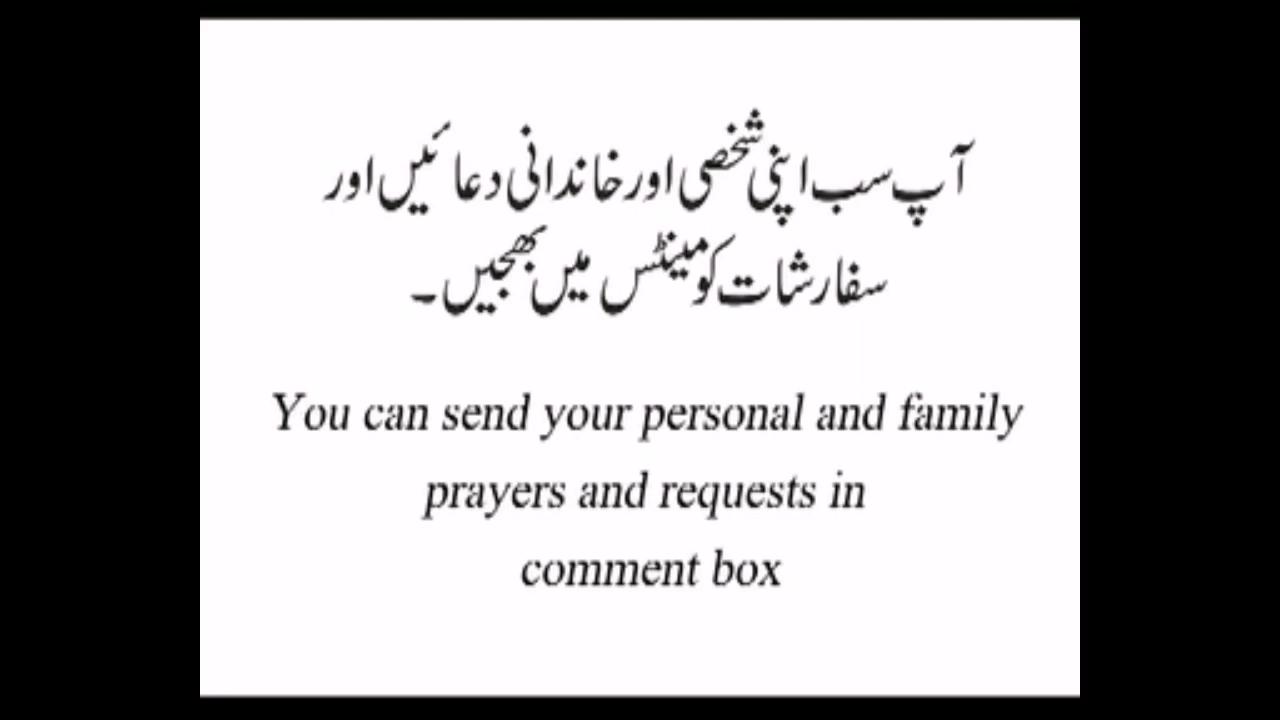 آپ سب اپنی شخصی اور خاندانی دعائیں اور
سفارشات کومینٹس میں بھجیں۔
You can send your personal and family
prayers and requests in
comment box